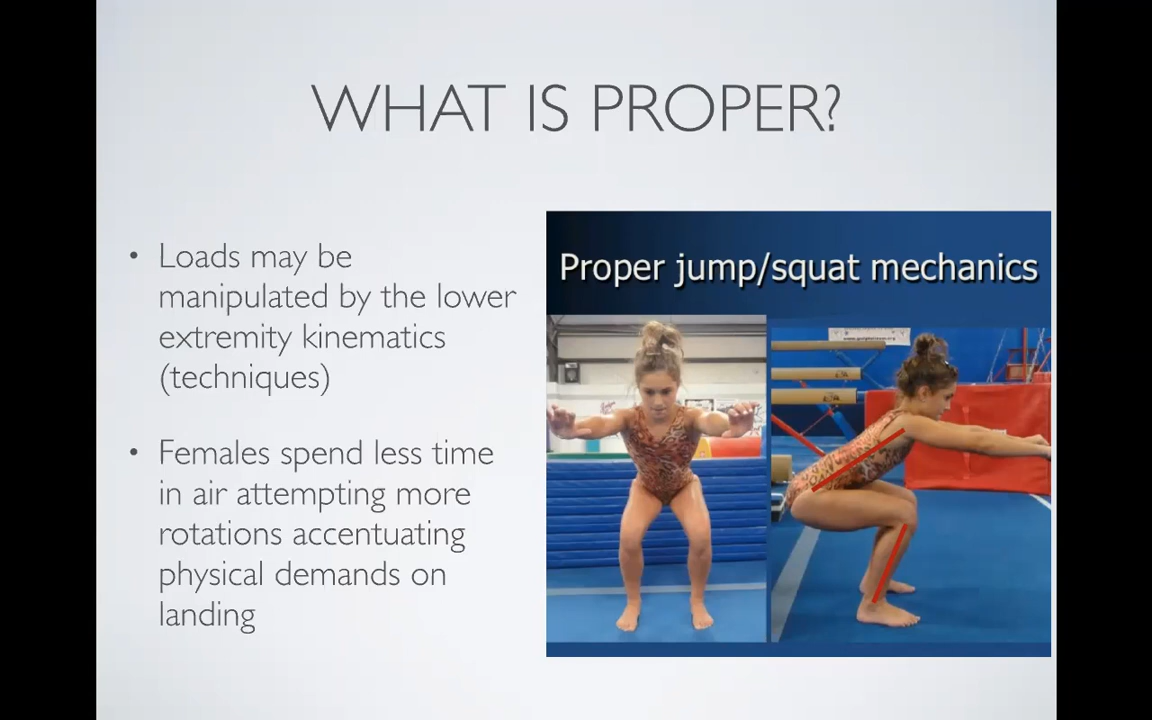 WHAT IS PROPER?
• Loads may be
manipulated by the lower
extremity kinematics
(techniques)
• Females spend less time
in air attempting more
rotations accentuating
physical demands on
landing
Proper jump/squat mechanics